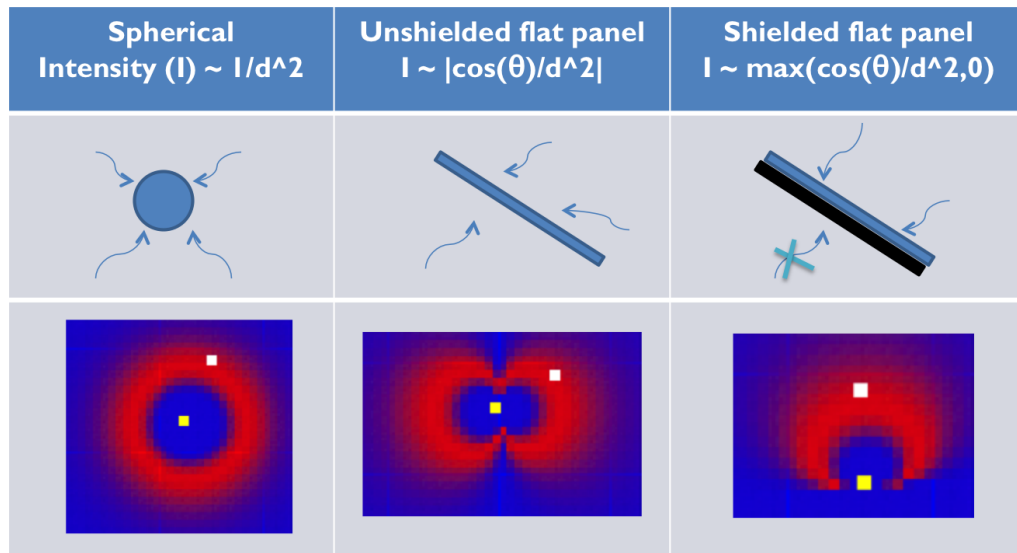 Spherical
Intensity (I) ~ 1/d^2
Unshielded flat panel
I ~ |cos(θ)/d^2|
Shielded flat panel
I ~ max(cos(θ)/d^2,0)